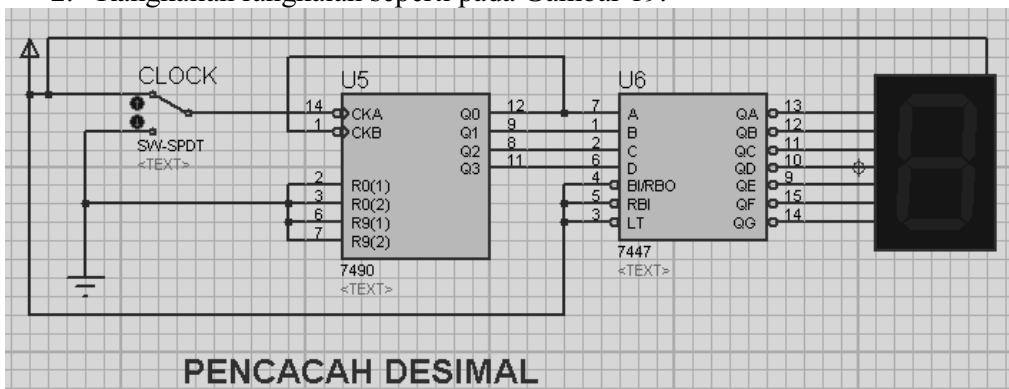 2. Rangkailah rangkaian seperti pada Gambar 19.
CLOCK
SW-SPDT
<TEXT>
U5
14 CKA Q0 12
1 CKB Q1 9
Q2 8
Q3 11
2 R0(1)
3 R0(2)
6 R9(1)
7 R9(2)
7490
<TEXT>
U6
7 A QA 13
1 B QB 12
2 C QC 11
6 D QD 10
4 BI/RBO QE 9
5 RBI QF 15
3 LT QG 14
7447
<TEXT>
PENCACAH DESIMAL